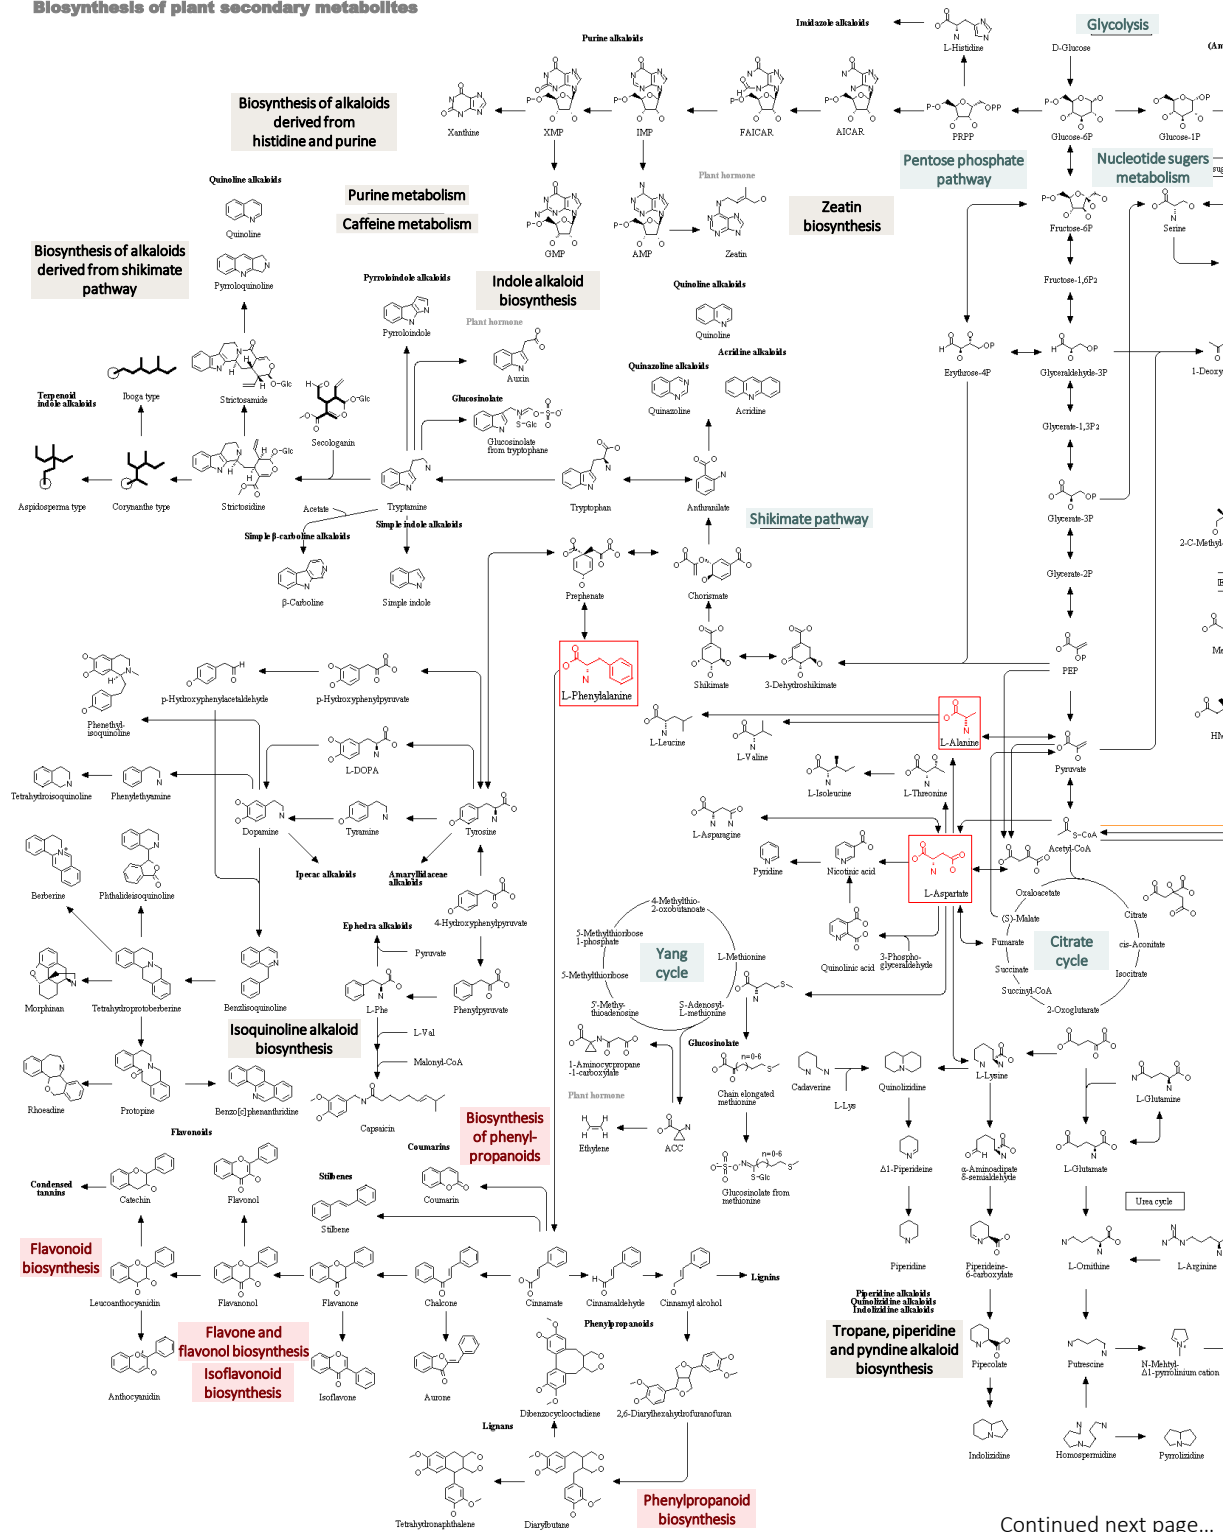 Biosynthesis of plant secondary metabolites
Imidazole alkaloids
L-Histidine
Glycolysis
D-Glucose
Purine alkaloids
Xanthine
XMP
IMP
FAICAR
AICAR
PRPP
Glucose-6P
Glucose-1P
Biosynthesis of alkaloids
derived from
histidine and purine
Pentose phosphate
pathway
Nucleotide sugers
metabolism
Quinoline alkaloids
Quinoline
Purine metabolism
Caffeine metabolism
Plant hormone
Zeatin
biosynthesis
GMP
AMP
Zeatin
Fructose-6P
Serine
Biosynthesis of alkaloids
derived from shikimate
pathway
Pyrroloquinoline
Pyrroloindole alkaloids
Pyrroloindole
Indole alkaloid
biosynthesis
Plant hormone
Auxin
Quinoline alkaloids
Quinoline
Acridine alkaloids
Quinazoline alkaloids
Quinazoline
Acridine
Fructose-1,6P2
Erythrose-4P
Glyceraldehyde-3P
1-Deoxy
Glycerate-1,3P2
Terpenoid
indole alkaloids
Iboga type
Strictosamide
Secologanin
Glucosinolate
Glucosinolate
from tryptophane
Aspidosperma type
Corynanthe type
Strictosidine
Acetate
Tryptamine
Tryptophan
Anthranilate
Glycerate-3P
Shikimate pathway
Simple indole alkaloids
Simple β-carboline alkaloids
β-Carboline
Simple indole
Prephenate
Chorismate
Glycerate-2P
2-C-Methyl
L-Phenylalanine
Shikimate
3-Dehydroshikimate
PEP
Me
p-Hydroxyphenylacetaldehyde
p-Hydroxyphenylpyruvate
Phenethyl-
isoquinoline
L-Leucine
L-Valine
L-Alanine
Pyruvate
HM
L-DOPA
Tetrahydroisoquinoline
Phenylethyamine
L-Isoleucine
L-Threonine
Dopamine
Tyramine
Tyrosine
L-Asparagine
Acetyl-CoA
Ipecac alkaloids
Amaryllidaceae
alkaloids
Pyridine
Nicotinic acid
L-Aspartate
Oxaloacetate
Berberine
Phthalideisoquinoline
4-Hydroxyphenylpyruvate
Ephedra alkaloids
Pyruvate
4-Methylthio-
2-oxobutanoate
5-Methylthioribose
1-phosphate
Yang
cycle
L-Methionine
5-Methylthioribose
5'-Methy-
thioadenosine
S-Adenosyl-
L-methionine
Quinolinic acid
3-Phospho-
glyceraldehyde
(S)-Malate
Fumarate
Succinate
Succinyl-CoA
Citrate
cycle
Citrate
cis-Aconitate
Isocitrate
2-Oxoglutarate
Morphinan
Tetrahydroprotoberberine
Benzlisoquinoline
L-Phe
Phenylpyruvate
Isoquinoline alkaloid
biosynthesis
L-Val
Malonyl-CoA
Glucosinolate
1-Aminocypropane
-1-carboxylate
Plant hormone
Chain elongated
methionine
Cadaverine
L-Lys
Quinolizidine
L-Lysine
L-Glutamine
Rhoeadine
Protopine
Benzo[c]phenanthridine
Capsaicin
Biosynthesis
of phenyl-
propanoids
Ethylene
ACC
Δ1-Piperideine
α-Aminoadipate
δ-semialdehyde
L-Glutamate
Flavonoids
Coumarins
Coumarin
Condensed
tannins
Catechin
Flavonol
Stilbenes
Stilbene
Glucosinolate from
methionine
Urea cycle
Flavonoid
biosynthesis
Piperidine
Piperideine-
6-carboxylate
L-Ornithine
L-Arginine
Leucoanthocyanidin
Flavanonol
Flavanone
Chalcone
Cinnamate
Cinnamaldehyde
Cinnamyl alcohol
Lignins
Piperidine alkaloids
Quinolizidine alkaloids
Indolizidine alkaloids
Flavone and
flavonol biosynthesis
Isoflavonoid
biosynthesis
Phenylpropanoids
Tropane, piperidine
and pyndine alkaloid
biosynthesis
Pipecolate
Putrescine
N-Mehtyl-
Δ1-pyrrolinium cation
Anthocyanidin
Isoflavone
Aurone
Dibenzocyclooctadiene
2,6-Diarylhexahydrofuranofuran
Lignans
Indolizidine
Homospermidine
Pyrrolizidine
Tetrahydronaphthalene
Diarylbutane
Phenylpropanoid
biosynthesis
Continued next page...